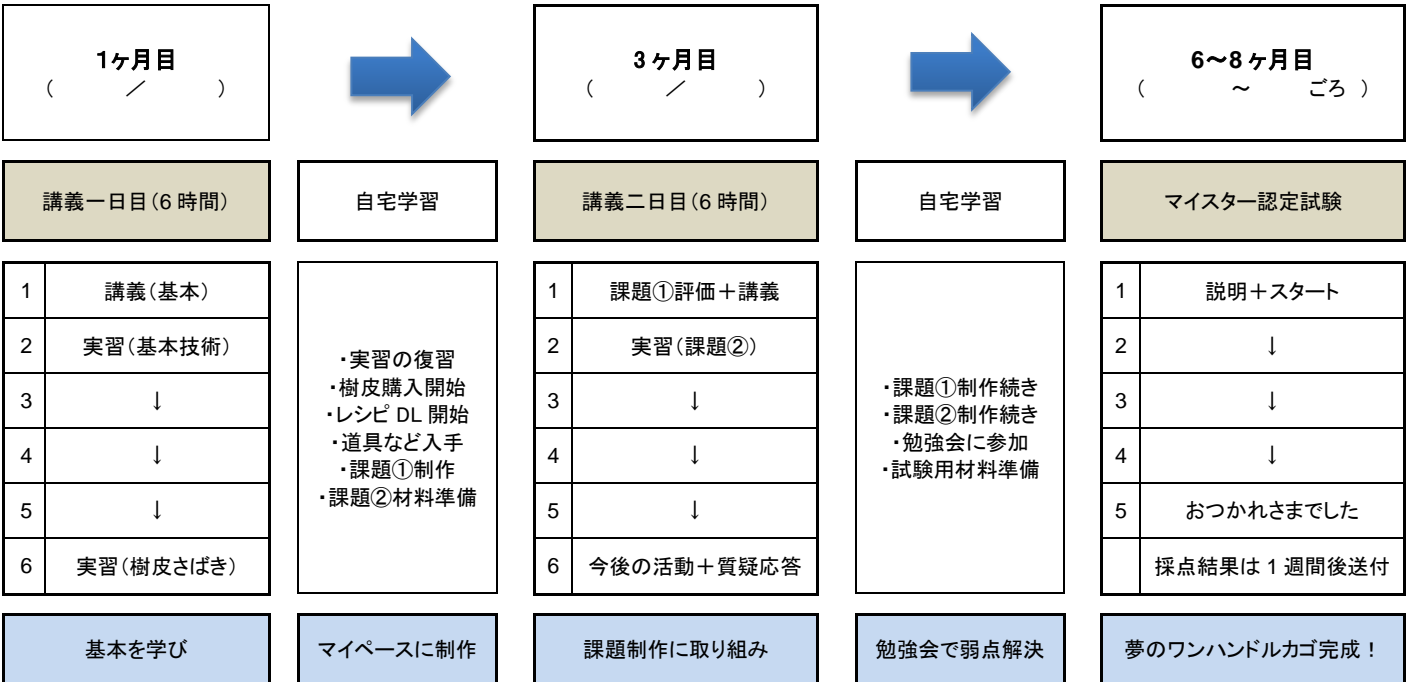 1ヶ月目
（　　／　　）
3ヶ月目
（　　／　　）
6～8ヶ月目
（　　～　　ごろ ）
講義一日目（6時間）
自宅学習
講義二日目（6時間）
自宅学習
マイスター認定試験
1 講義（基本）
2 実習（基本技術）
3 ↓
4 ↓
5 ↓
6 実習（樹皮さばき）
・実習の復習
・樹皮購入開始
・レシピ DL 開始
・道具など入手
・課題①制作
・課題②材料準備
1 課題①評価＋講義
2 実習（課題②）
3 ↓
4 ↓
5 ↓
6 今後の活動＋質疑応答
・課題①制作続き
・課題②制作続き
・勉強会に参加
・試験用材料準備
1 説明＋スタート
2 ↓
3 ↓
4 ↓
5 おつかれさまでした
採点結果は 1 週間後送付
基本を学び
マイペースに制作
課題制作に取り組み
勉強会で弱点解決
夢のワンハンドルカゴ完成！